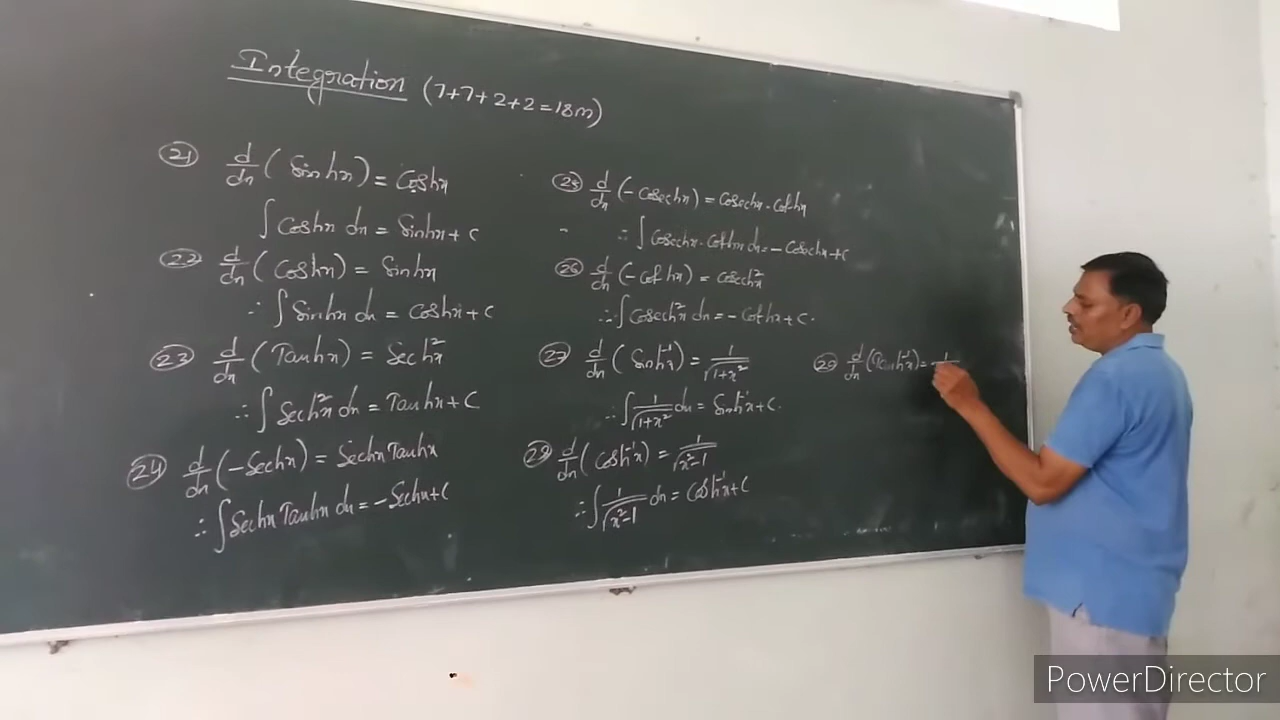 Integration (7+7+2+2=18m)
21 d/dx (Sinhx) = Coshx
∫ Coshx dx = Sinhx + C
22 d/dx (Coshx) = Sinhx
∴ ∫ Sinhx dx = Coshx + C
23 d/dx (Tanhx) = Sech²x
∴ ∫ Sech²x dx = Tanhx + C
24 d/dx (-Sechx) = Sechx Tanhx
∴ ∫ Sechx Tanhx dx = -Sechx + C
d/dx (-Cosechx) = Cosechx · Cothx
∴ ∫ Cosechx · Cothx dx = -Cosechx + C
26 d/dx (-Cothx) = Cosech²x
∴ ∫ Cosech²x dx = -Cothx + C.
27 d/dx (Sinh⁻¹x) = 1/√(1+x²)
∴ ∫ 1/√(1+x²) dx = Sinh⁻¹x + C.
28 d/dx (Cosh⁻¹x) = 1/√(x²-1)
∴ ∫ 1/√(x²-1) dx = Cosh⁻¹x + C
29 d/dx (Tanh⁻¹x) = 1/
PowerDirector